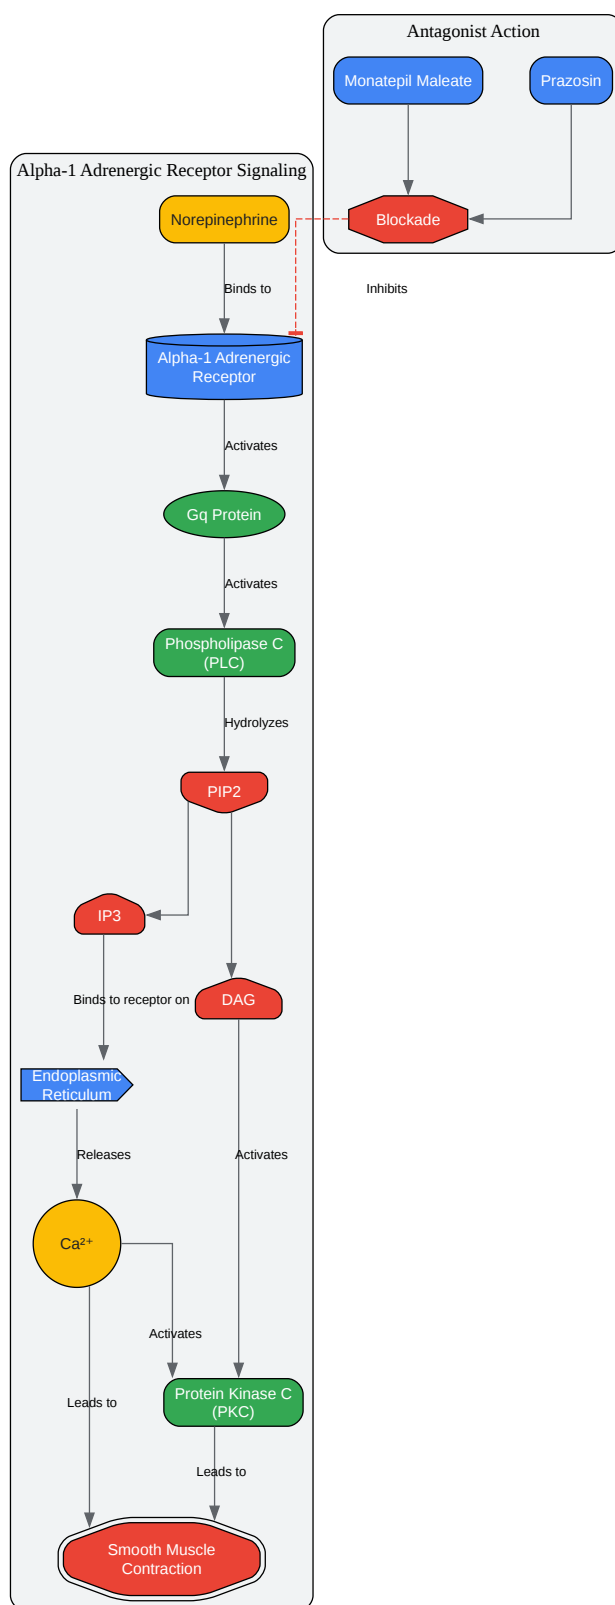 Antagonist Action
Monatepil Maleate
Prazosin
Blockade
Alpha-1 Adrenergic Receptor Signaling
Norepinephrine
Binds to
Inhibits
Alpha-1 Adrenergic
Receptor
Activates
Gq Protein
Activates
Phospholipase C
(PLC)
Hydrolyzes
PIP2
IP3
DAG
Binds to receptor on
Endoplasmic
Reticulum
Releases
Activates
Ca²⁺
Activates
Protein Kinase C
(PKC)
Leads to
Leads to
Smooth Muscle
Contraction